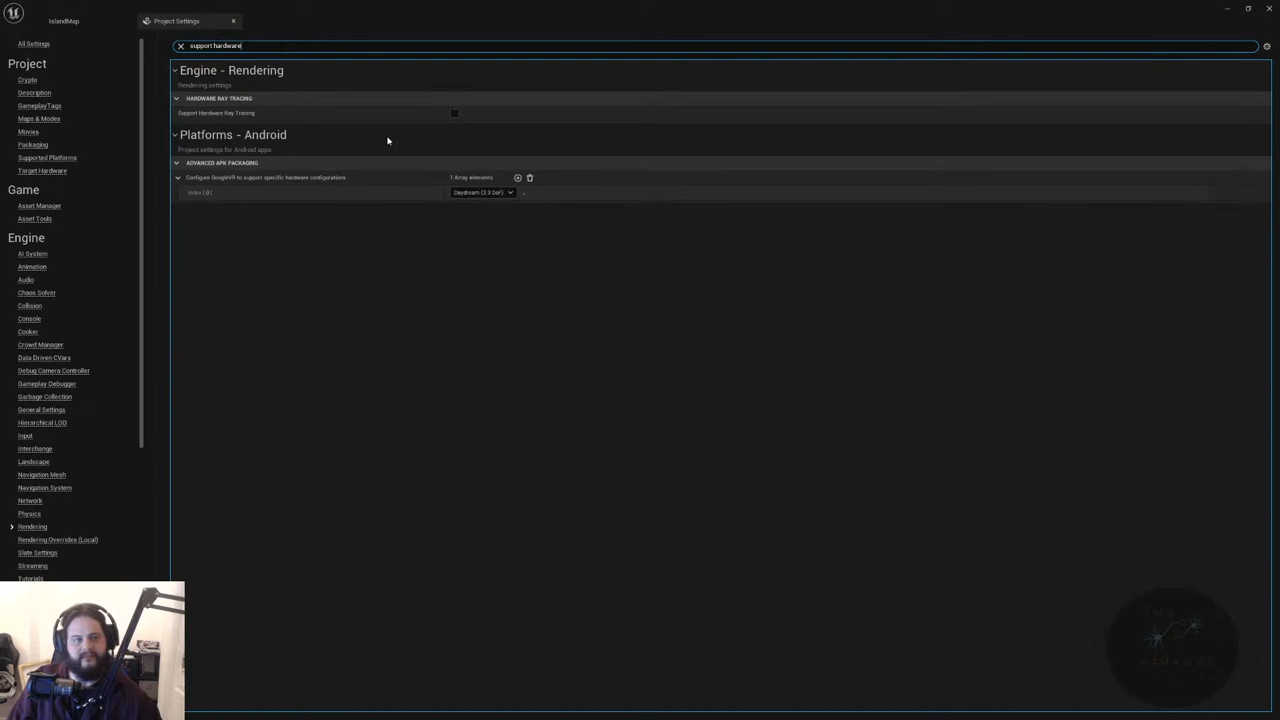 IslandMap
Project Settings
support hardware
All Settings
Project
Crypto
Description
GameplayTags
Maps & Modes
Movies
Packaging
Supported Platforms
Target Hardware
Game
Asset Manager
Asset Tools
Engine
AI System
Animation
Audio
Chaos Solver
Collision
Console
Cooker
Crowd Manager
Data Driven CVars
Debug Camera Controller
Gameplay Debugger
Garbage Collection
General Settings
Hierarchical LOD
Input
Interchange
Landscape
Navigation Mesh
Navigation System
Network
Physics
Rendering
Rendering Overrides (Local)
Slate Settings
Streaming
Tutorials
Engine - Rendering
Rendering settings.
HARDWARE RAY TRACING
Support Hardware Ray Tracing
Platforms - Android
Project settings for Android apps
ADVANCED APK PACKAGING
Configure GoogleVR to support specific hardware configurations
1 Array elements
Index [ 0 ]
Daydream (3.3 DoF)